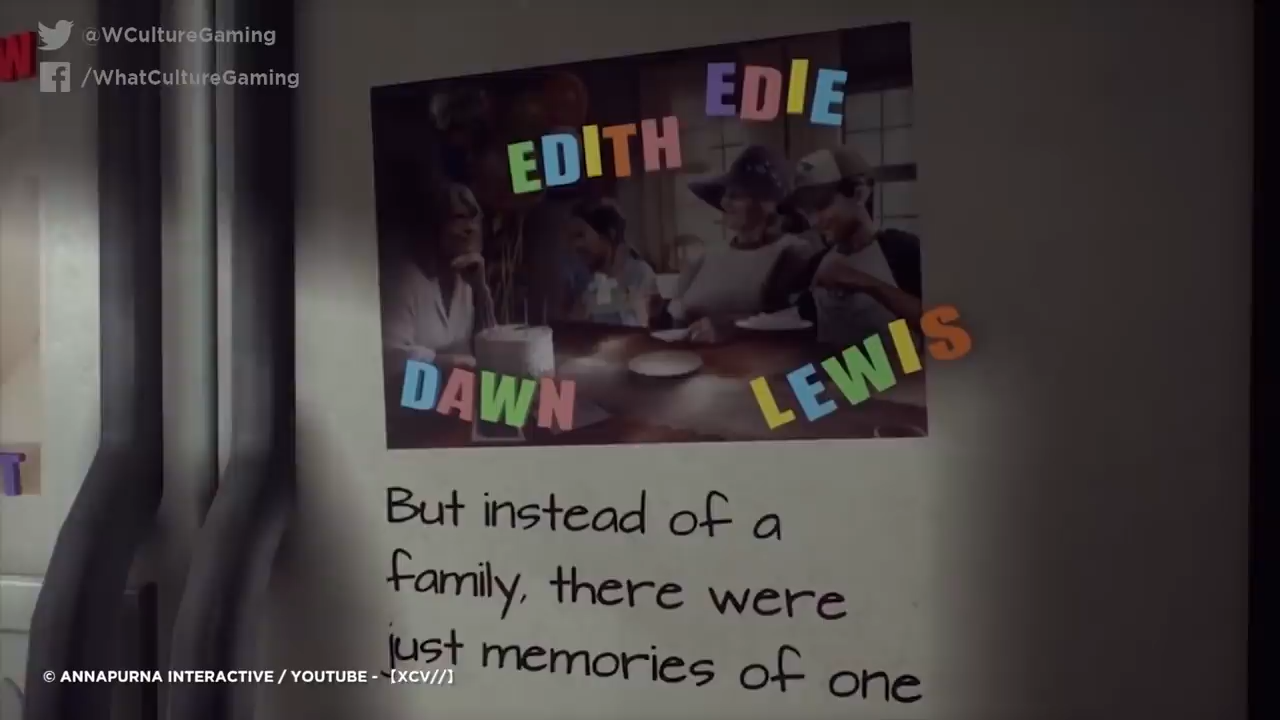 W
@WCultureGaming
/WhatCultureGaming
EDIE
EDITH
DAWN
LEWIS
T
But instead of a
family, there were
just memories of one
© ANNAPURNA INTERACTIVE / YOUTUBE - 【XCV//】